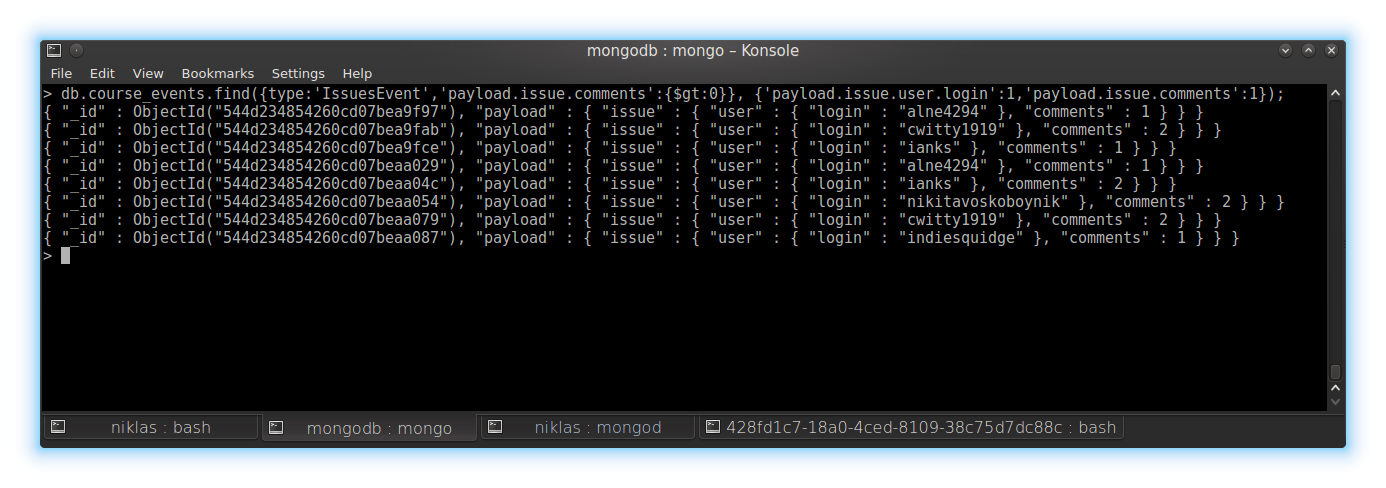 mongodb : mongo – Konsole
File Edit View Bookmarks Settings Help
> db.course_events.find({type:'IssuesEvent','payload.issue.comments':{$gt:0}}, {'payload.issue.user.login':1,'payload.issue.comments':1});
{ "_id" : ObjectId("544d234854260cd07bea9f97"), "payload" : { "issue" : { "user" : { "login" : "alne4294" }, "comments" : 1 } } }
{ "_id" : ObjectId("544d234854260cd07bea9fab"), "payload" : { "issue" : { "user" : { "login" : "cwitty1919" }, "comments" : 2 } } }
{ "_id" : ObjectId("544d234854260cd07bea9fce"), "payload" : { "issue" : { "user" : { "login" : "ianks" }, "comments" : 1 } } }
{ "_id" : ObjectId("544d234854260cd07beaa029"), "payload" : { "issue" : { "user" : { "login" : "alne4294" }, "comments" : 1 } } }
{ "_id" : ObjectId("544d234854260cd07beaa04c"), "payload" : { "issue" : { "user" : { "login" : "ianks" }, "comments" : 2 } } }
{ "_id" : ObjectId("544d234854260cd07beaa054"), "payload" : { "issue" : { "user" : { "login" : "nikitavoskoboynik" }, "comments" : 2 } } }
{ "_id" : ObjectId("544d234854260cd07beaa079"), "payload" : { "issue" : { "user" : { "login" : "cwitty1919" }, "comments" : 2 } } }
{ "_id" : ObjectId("544d234854260cd07beaa087"), "payload" : { "issue" : { "user" : { "login" : "indiesquidge" }, "comments" : 1 } } }
>
niklas : bash mongodb : mongo niklas : mongod 428fd1c7-18a0-4ced-8109-38c75d7dc88c : bash